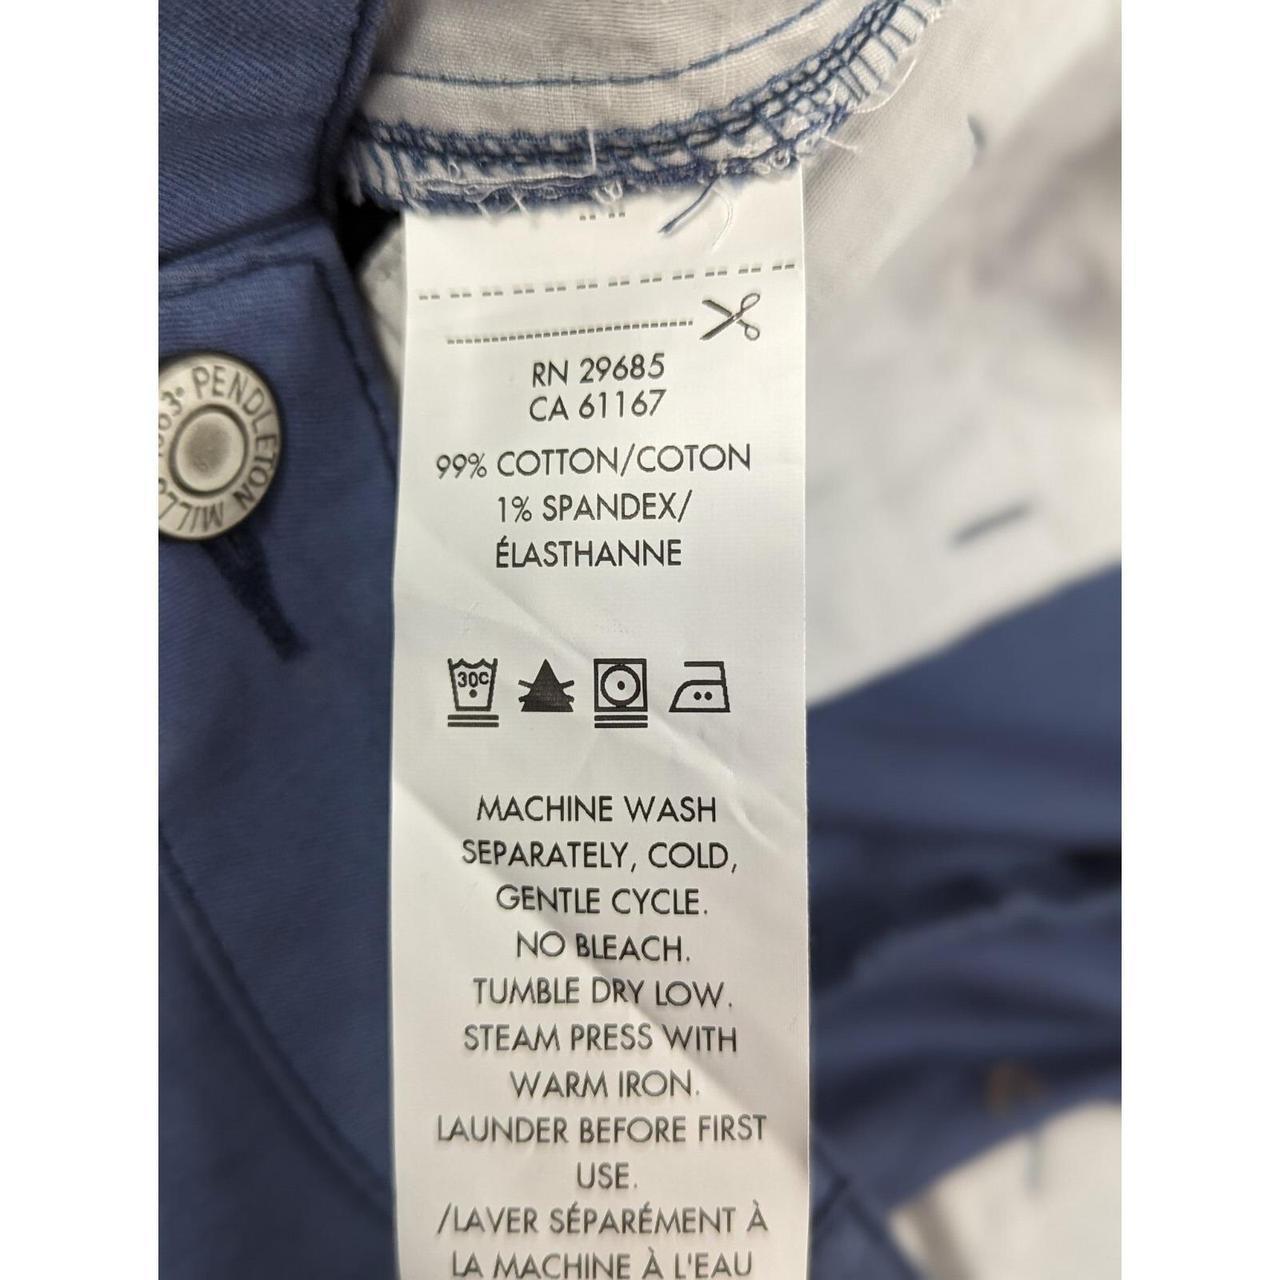 PENDLETON MILLS
RN 29685
CA 61167
99% COTTON/COTON
1% SPANDEX/
ÉLASTHANNE
30C
MACHINE WASH
SEPARATELY, COLD,
GENTLE CYCLE.
NO BLEACH.
TUMBLE DRY LOW.
STEAM PRESS WITH
WARM IRON.
LAUNDER BEFORE FIRST
USE.
/LAVER SÉPARÉMENT À
LA MACHINE À L'EAU